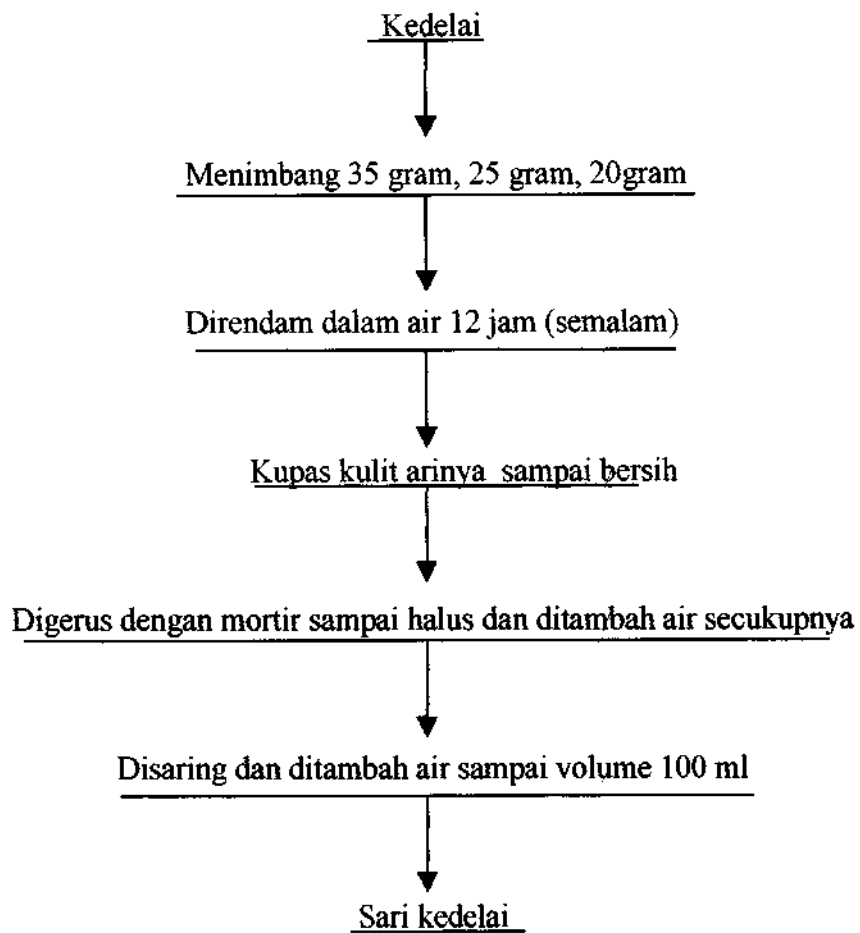 Kedelai
Menimbang 35 gram, 25 gram, 20gram
Direndam dalam air 12 jam (semalam)
Kupas kulit arinya sampai bersih
Digerus dengan mortir sampai halus dan ditambah air secukupnya
Disaring dan ditambah air sampai volume 100 ml
Sari kedelai